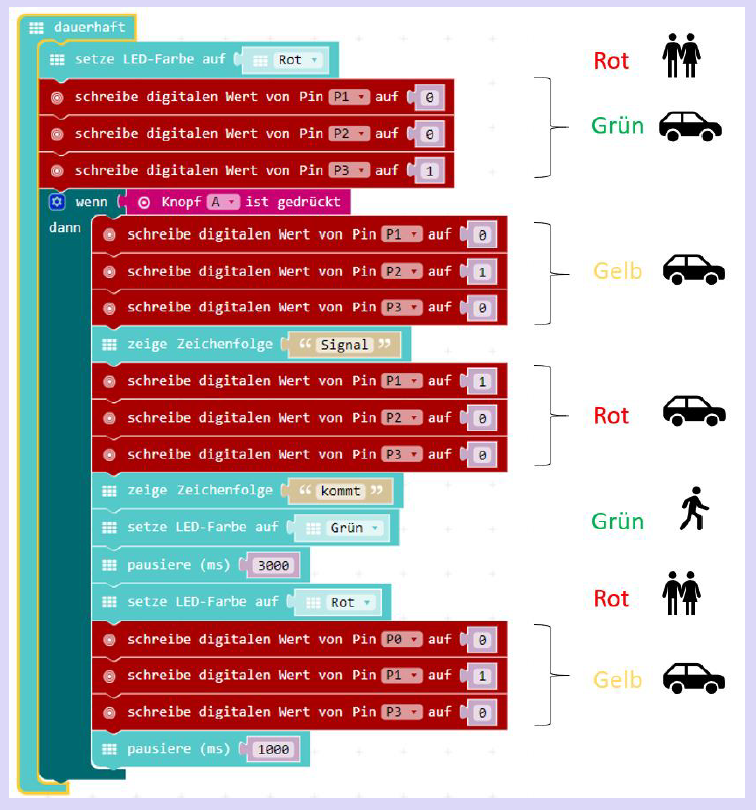 dauerhaft
setze LED-Farbe auf Rot
Rot
schreibe digitalen Wert von Pin P1 auf 0
schreibe digitalen Wert von Pin P2 auf 0
Grün
schreibe digitalen Wert von Pin P3 auf 1
wenn Knopf A ist gedrückt
dann
schreibe digitalen Wert von Pin P1 auf 0
schreibe digitalen Wert von Pin P2 auf 1
Gelb
schreibe digitalen Wert von Pin P3 auf 0
zeige Zeichenfolge “ Signal ”
schreibe digitalen Wert von Pin P1 auf 1
schreibe digitalen Wert von Pin P2 auf 0
Rot
schreibe digitalen Wert von Pin P3 auf 0
zeige Zeichenfolge “ kommt ”
setze LED-Farbe auf Grün
Grün
pausiere (ms) 3000
setze LED-Farbe auf Rot
Rot
schreibe digitalen Wert von Pin P0 auf 0
schreibe digitalen Wert von Pin P1 auf 1
Gelb
schreibe digitalen Wert von Pin P3 auf 0
pausiere (ms) 1000